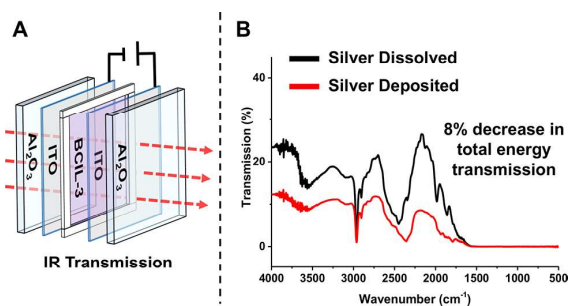 A
Al2O3
ITO
BCIL-3
ITO
Al2O3
IR Transmission
B
Silver Dissolved
Silver Deposited
8% decrease in
total energy
transmission
Transmission (%)
40
20
0
4000 3500 3000 2500 2000 1500 1000 500
Wavenumber (cm⁻¹)